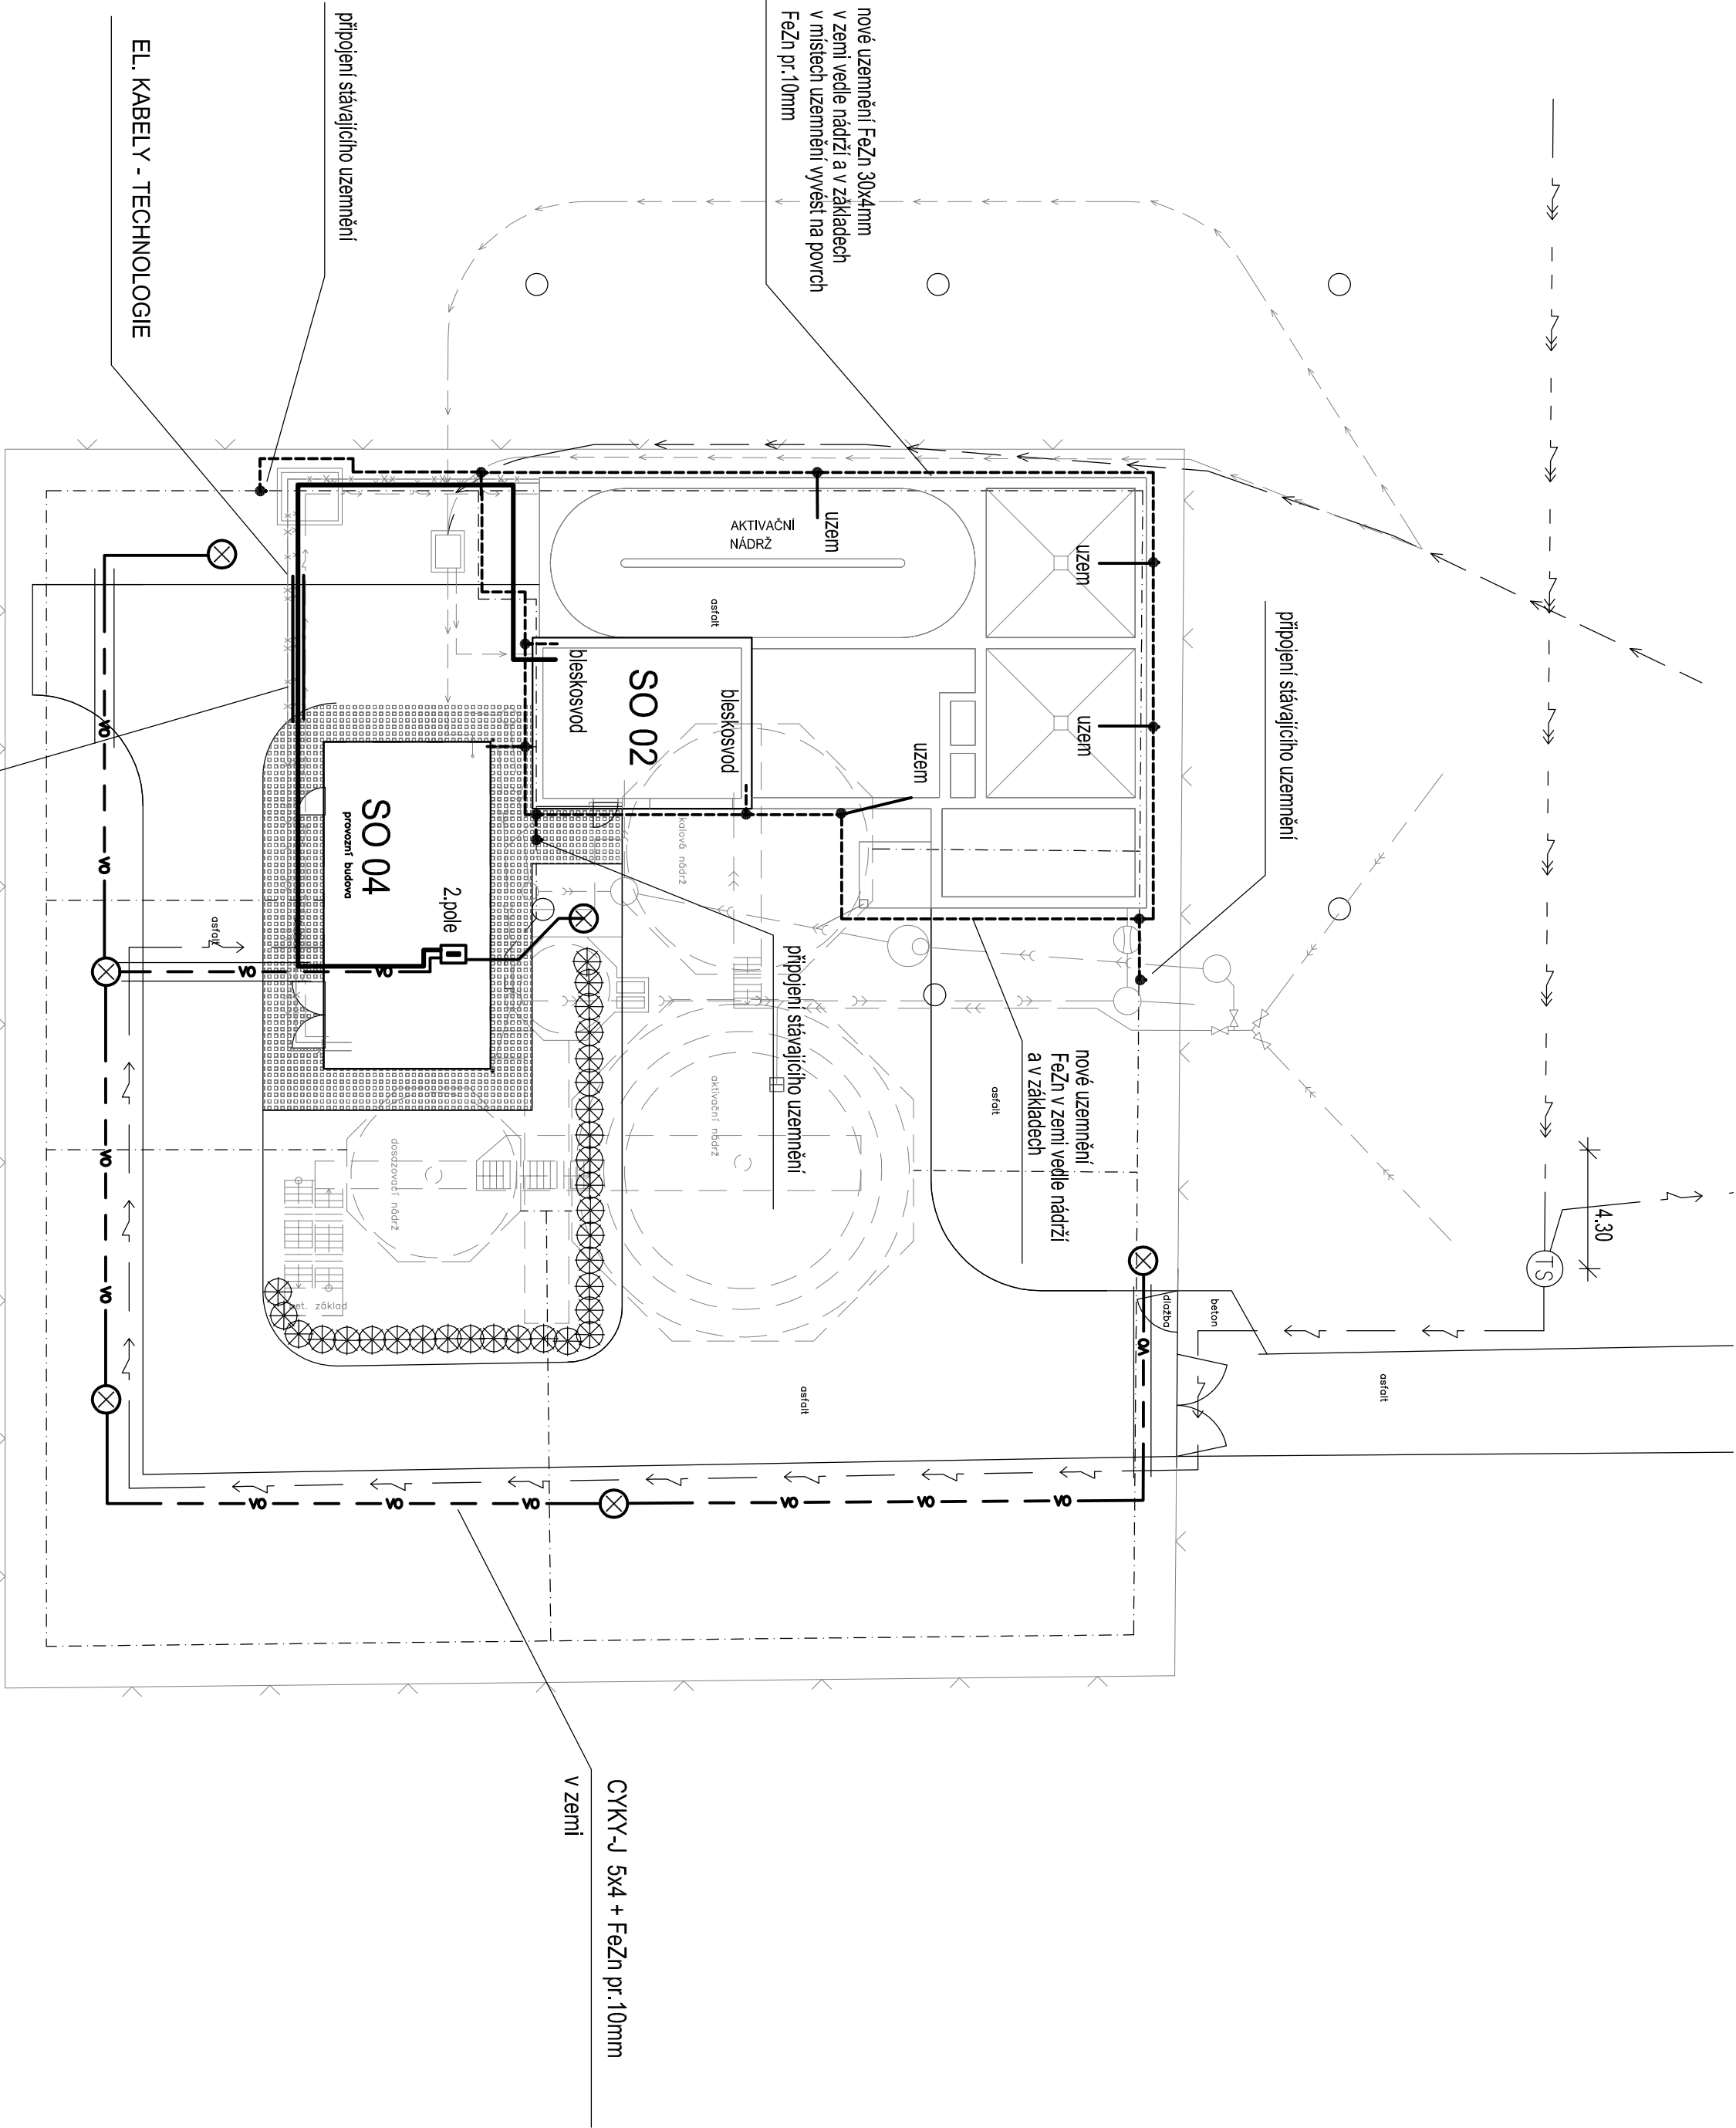 4.30
TS
připojení stávajícího uzemnění
asfalt
beton
dlažba
VO
nové uzemnění
FeZn v zemi vedle nádrží
a v základech
asfalt
uzem
uzem
uzem
uzem
nové uzemnění FeZn 30x4mm
v zemi vedle nádrží a v základech
v místech uzemnění vyvést na povrch
FeZn pr.10mm
AKTIVAČNÍ
NÁDRŽ
asfalt
bleskosvod
SO 02
bleskosvod
připojení stávajícího uzemnění
kalová nádrž
aktivační nádrž
asfalt
CYKY-J 5x4 + FeZn pr.10mm
v zemi
2.pole
SO 04
provozní budova
dosazovací nádrž
bet. základ
připojení stávajícího uzemnění
EL. KABELY - TECHNOLOGIE
asfalt
VO
VO
VO
VO
VO
VO
VO
VO
VO
VO
VO
VO